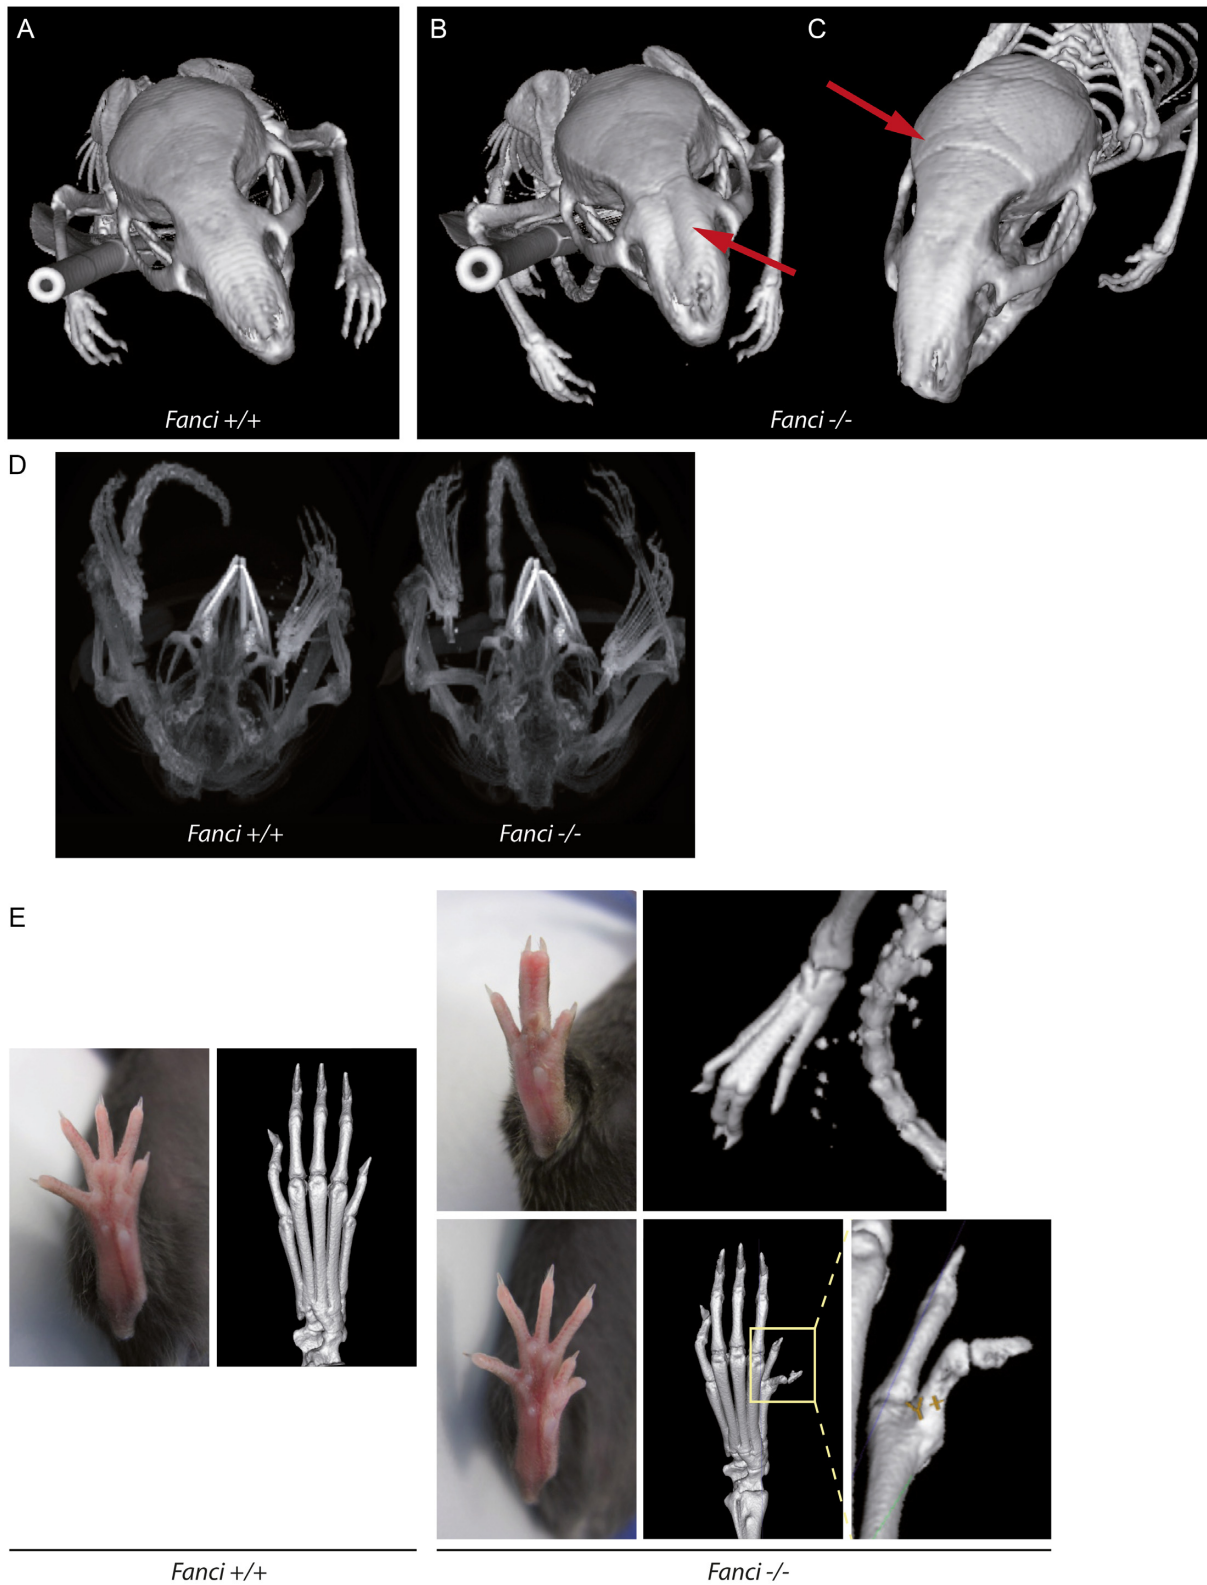 A
B
C
Fanci +/+
Fanci -/-
D
Fanci +/+
Fanci -/-
E
Y+
Fanci +/+
Fanci -/-